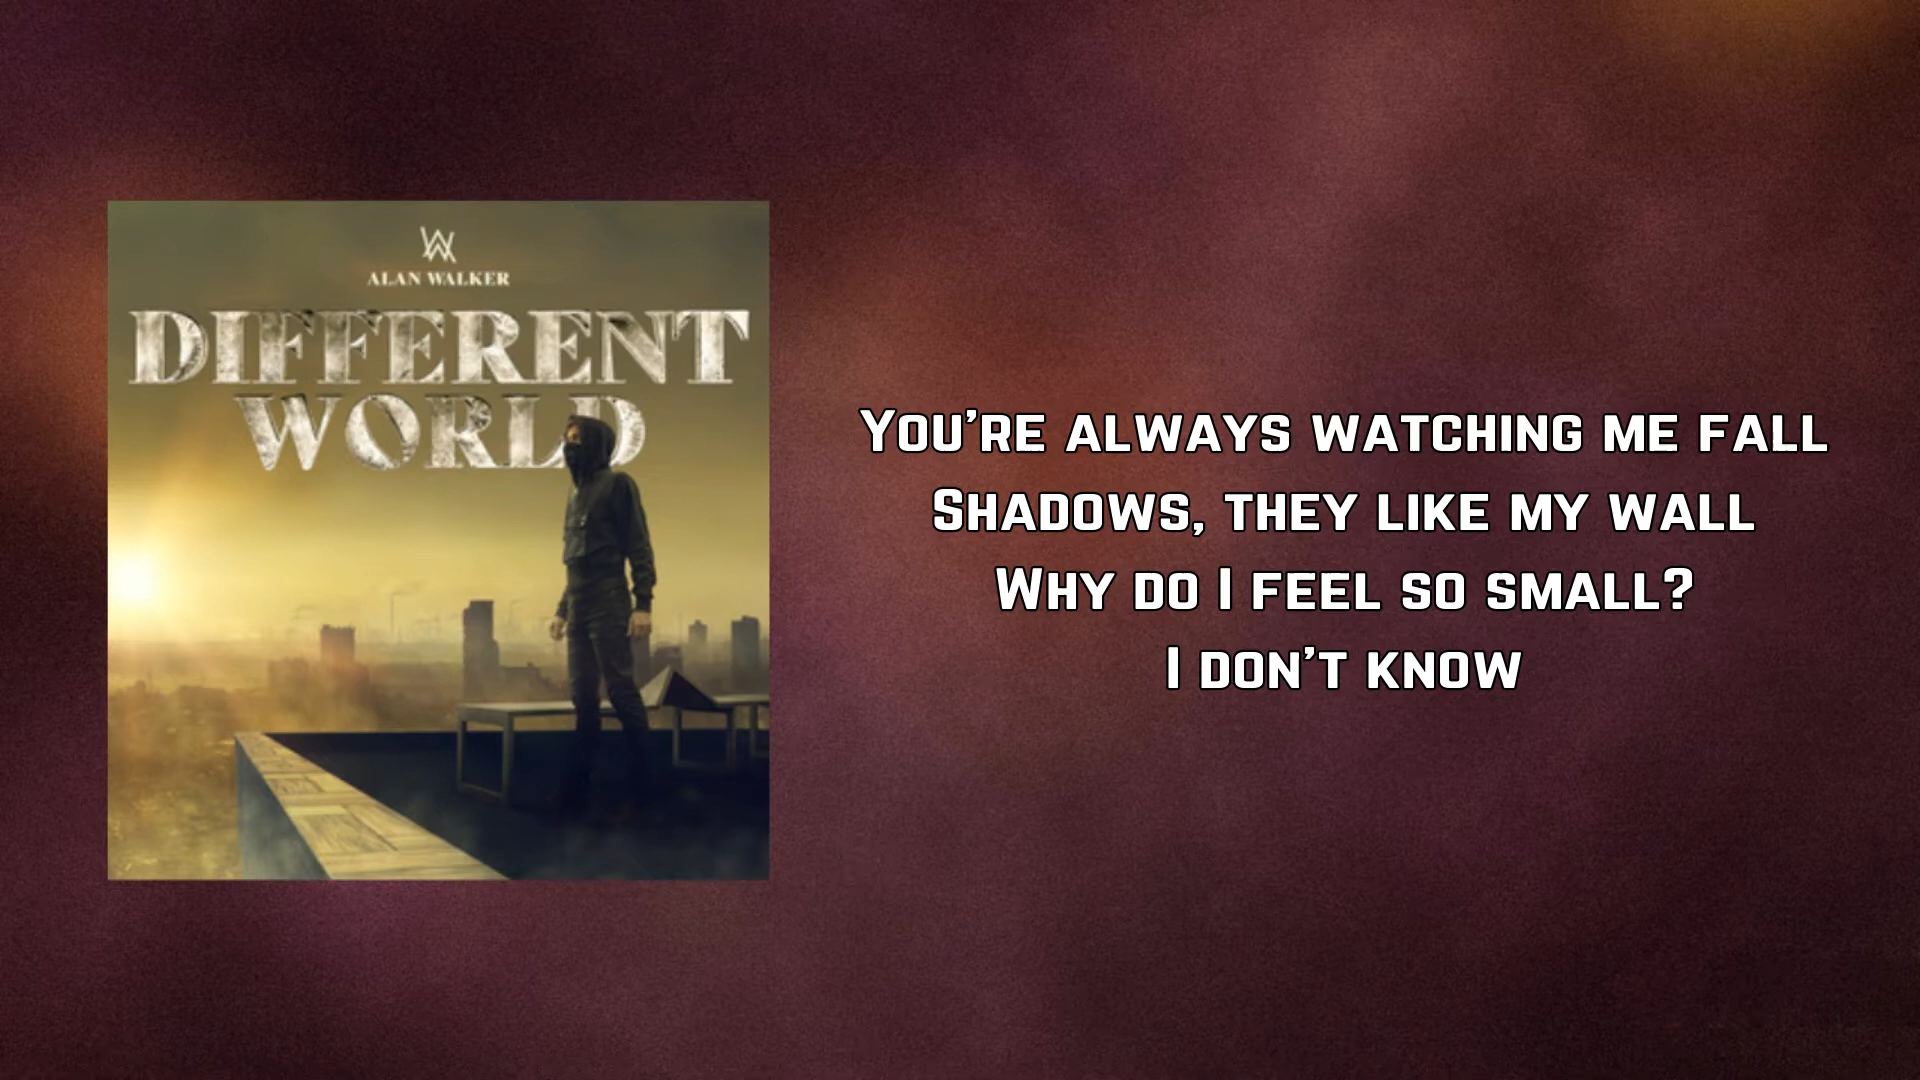 ALAN WALKER
DIFFERENT
WORLD
You're always watching me fall
Shadows, they like my wall
Why do I feel so small?
I don't know